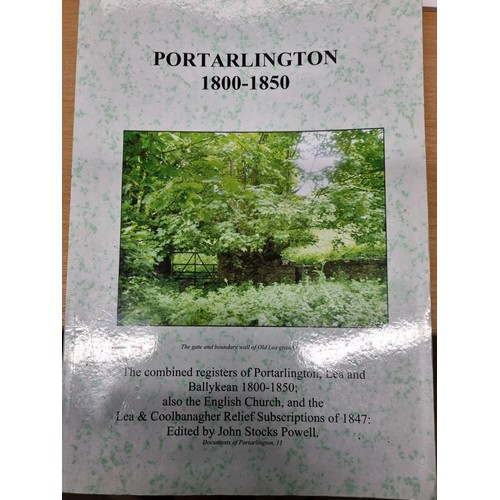 PORTARLINGTON
1800-1850
The gate and boundary wall of Old Lea
The combined registers of Portarlington, Lea and
Ballykean 1800-1850;
also the English Church, and the
Lea & Coolbanagher Relief Subscriptions of 1847:
Edited by John Stocks Powell.
Documents of Portarlington, 11